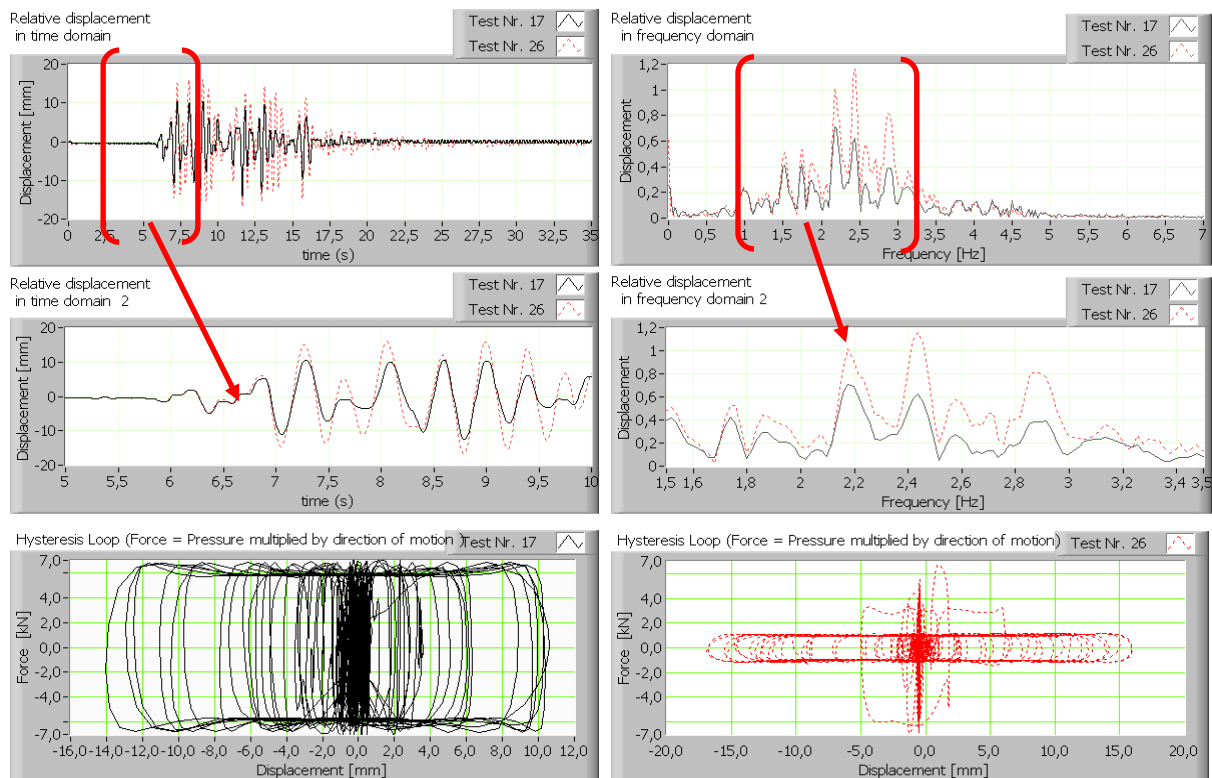 Relative displacement
in time domain
Test Nr. 17
Test Nr. 26
Displacement [mm]
20
10
0
-10
-20
0 2,5 5 7,5 10 12,5 15 17,5 20 22,5 25 27,5 30 32,5 35
time (s)
Relative displacement
in frequency domain
Test Nr. 17
Test Nr. 26
Displacement
1,2
1
0,8
0,6
0,4
0,2
0
0 0,5 1 1,5 2 2,5 3 3,5 4 4,5 5 5,5 6 6,5 7
Frequency [Hz]
Relative displacement
in time domain 2
Test Nr. 17
Test Nr. 26
Displacement [mm]
20
10
0
-10
-20
5 5,5 6 6,5 7 7,5 8 8,5 9 9,5 10
time (s)
Relative displacement
in frequency domain 2
Test Nr. 17
Test Nr. 26
Displacement
1,2
1
0,8
0,6
0,4
0,2
0
1,5 1,6 1,8 2 2,2 2,4 2,6 2,8 3 3,2 3,4 3,5
Frequency [Hz]
Hysteresis Loop (Force = Pressure multiplied by direction of motion )
Test Nr. 17
Force [kN]
7,0
4,0
2,0
0,0
-2,0
-4,0
-7,0
-16,0 -14,0 -12,0 -10,0 -8,0 -6,0 -4,0 -2,0 0,0 2,0 4,0 6,0 8,0 10,0 12,0
Displacement [mm]
Hysteresis Loop (Force = Pressure multiplied by direction of motion)
Test Nr. 26
Force [kN]
7,0
4,0
2,0
0,0
-2,0
-4,0
-7,0
-20,0 -15,0 -10,0 -5,0 0,0 5,0 10,0 15,0 20,0
Displacement [mm]